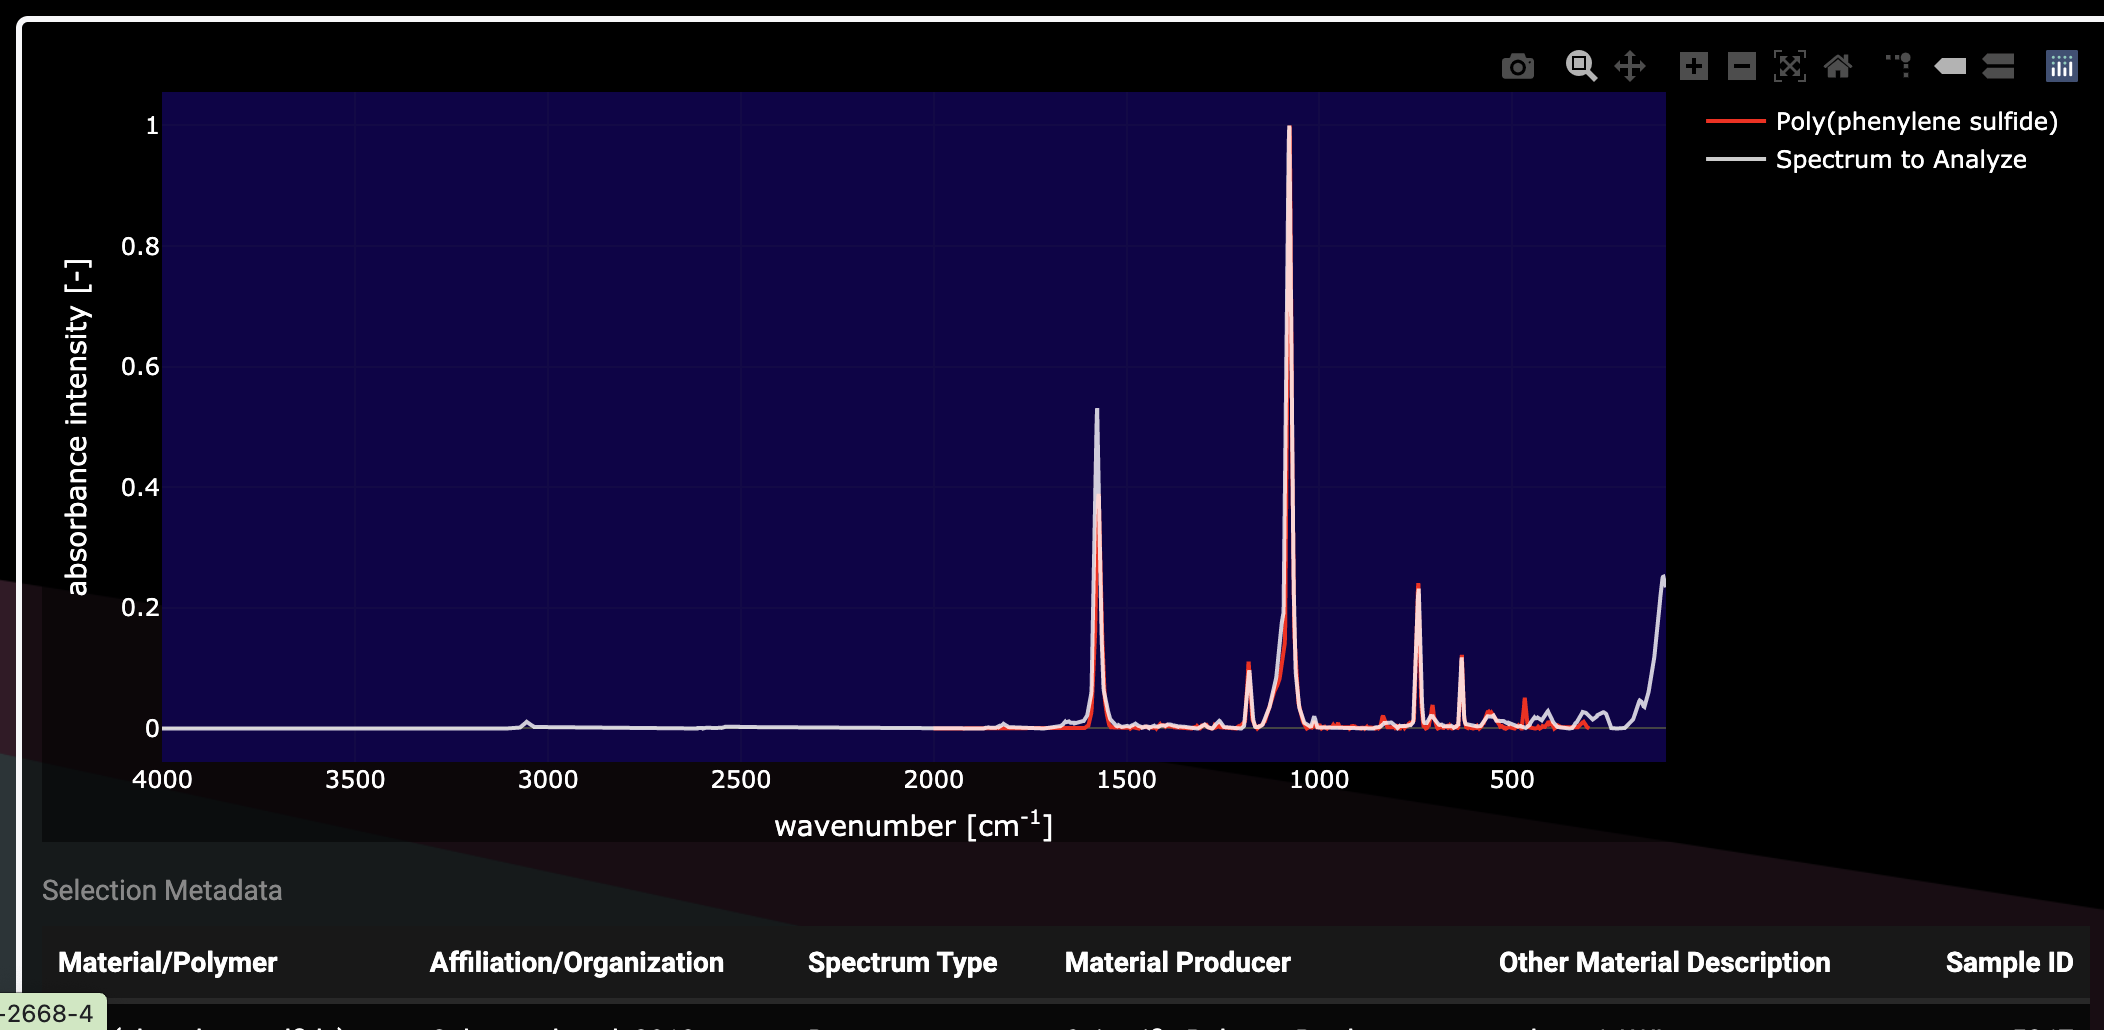 Poly(phenylene sulfide)
Spectrum to Analyze
absorbance intensity [-]
1
0.8
0.6
0.4
0.2
0
4000 3500 3000 2500 2000 1500 1000 500
wavenumber [cm⁻¹]
Selection Metadata
Material/Polymer Affiliation/Organization Spectrum Type Material Producer Other Material Description Sample ID
-2668-4